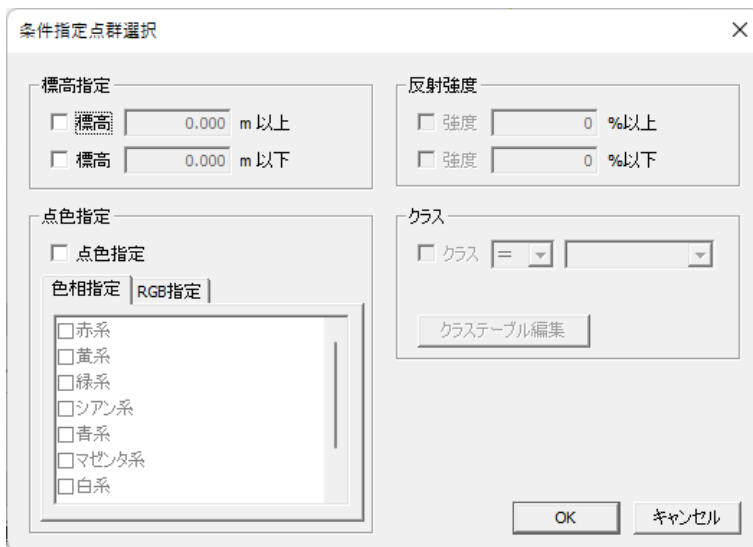 条件指定点群選択
標高指定
標高 0.000 m 以上
標高 0.000 m 以下
反射強度
強度 0 %以上
強度 0 %以下
点色指定
点色指定
色相指定 RGB指定
赤系
黄系
緑系
シアン系
青系
マゼンタ系
白系
クラス
クラス =
クラステーブル編集
OK キャンセル